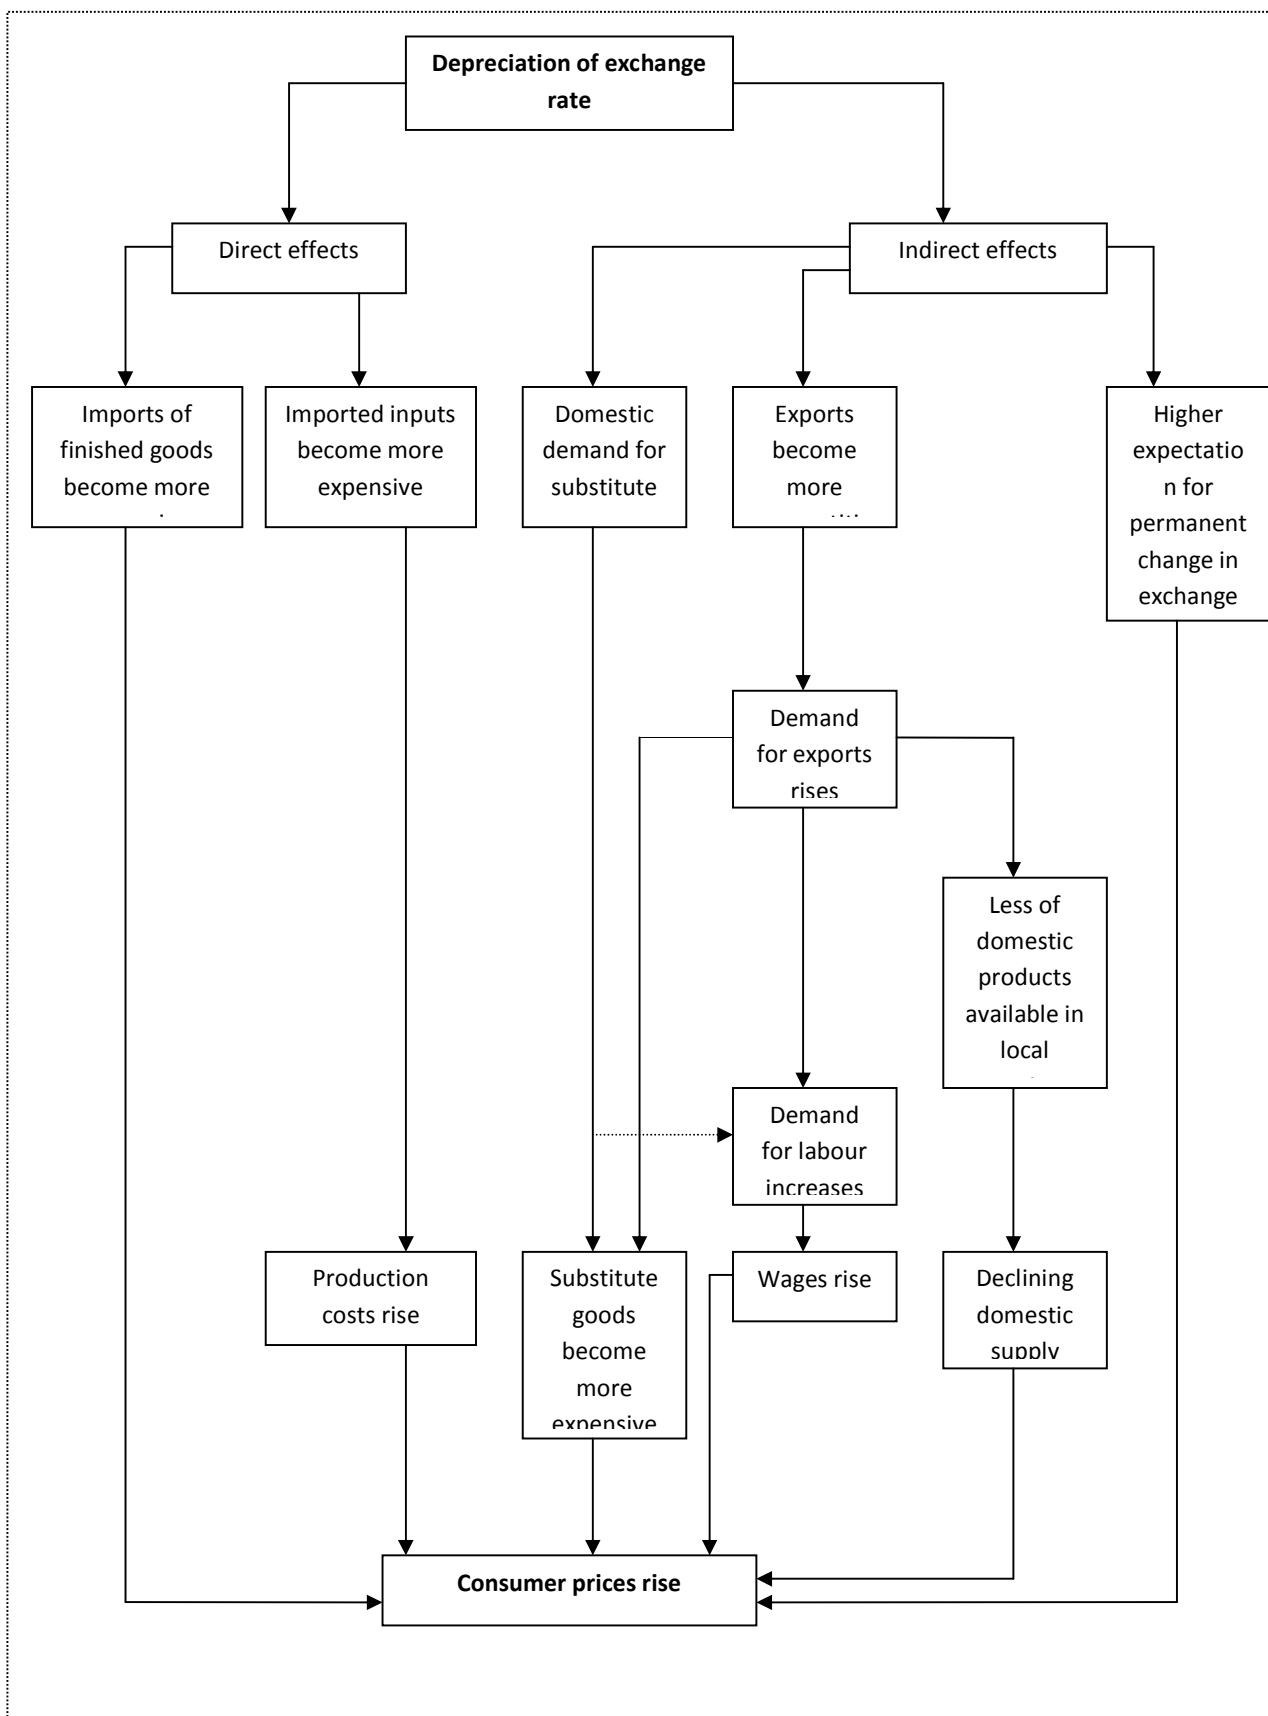 Depreciation of exchange
rate
Direct effects
Indirect effects
Imports of
finished goods
become more
Imported inputs
become more
expensive
Domestic
demand for
substitute
Exports
become
more
Higher
expectatio
n for
permanent
change in
exchange
Demand
for exports
rises
Less of
domestic
products
available in
local
Demand
for labour
increases
Production
costs rise
Substitute
goods
become
more
expensive
Wages rise
Declining
domestic
supply
Consumer prices rise